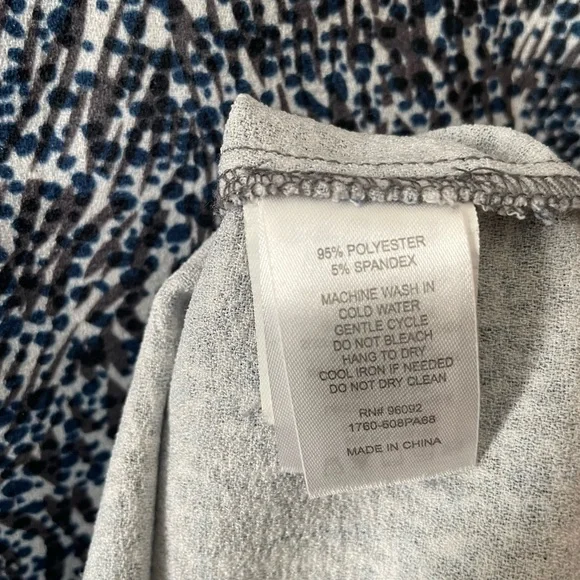 95% POLYESTER
5% SPANDEX
MACHINE WASH IN
COLD WATER
GENTLE CYCLE
DO NOT BLEACH
HANG TO DRY
COOL IRON IF NEEDED
DO NOT DRY CLEAN
RN# 96092
1760-608PA88
MADE IN CHINA